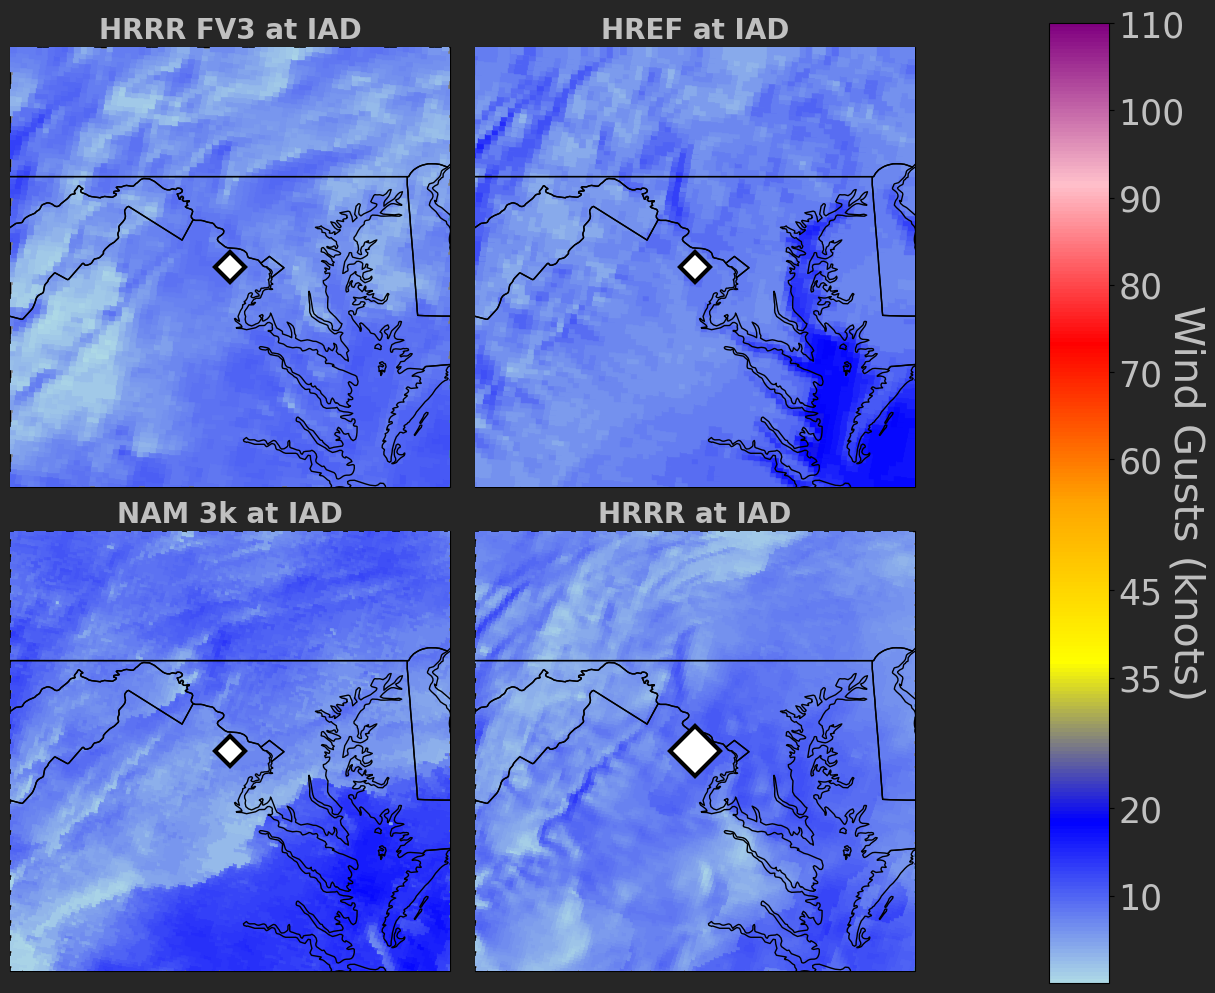 HRRR FV3 at IAD
HREF at IAD
NAM 3k at IAD
HRRR at IAD
110
100
90
80
70
60
45
35
20
10
Wind Gusts (knots)